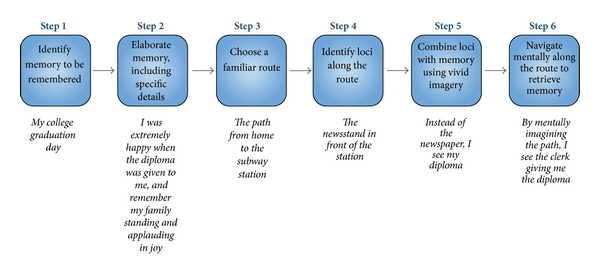 Step 1
Identify
memory to be
remembered
My college
graduation
day
Step 2
Elaborate
memory,
including
specific
details
I was
extremely
happy when
the diploma
was given to
me, and
remember
my family
standing and
applauding
in joy
Step 3
Choose a
familiar route
The path
from home
to the
subway
station
Step 4
Identify loci
along the
route
The
newsstand in
front of the
station
Step 5
Combine loci
with memory
using vivid
imagery
Instead of
the
newspaper, I
see my
diploma
Step 6
Navigate
mentally along
the route to
retrieve
memory
By mentally
imagining
the path, I
see the clerk
giving me
the diploma